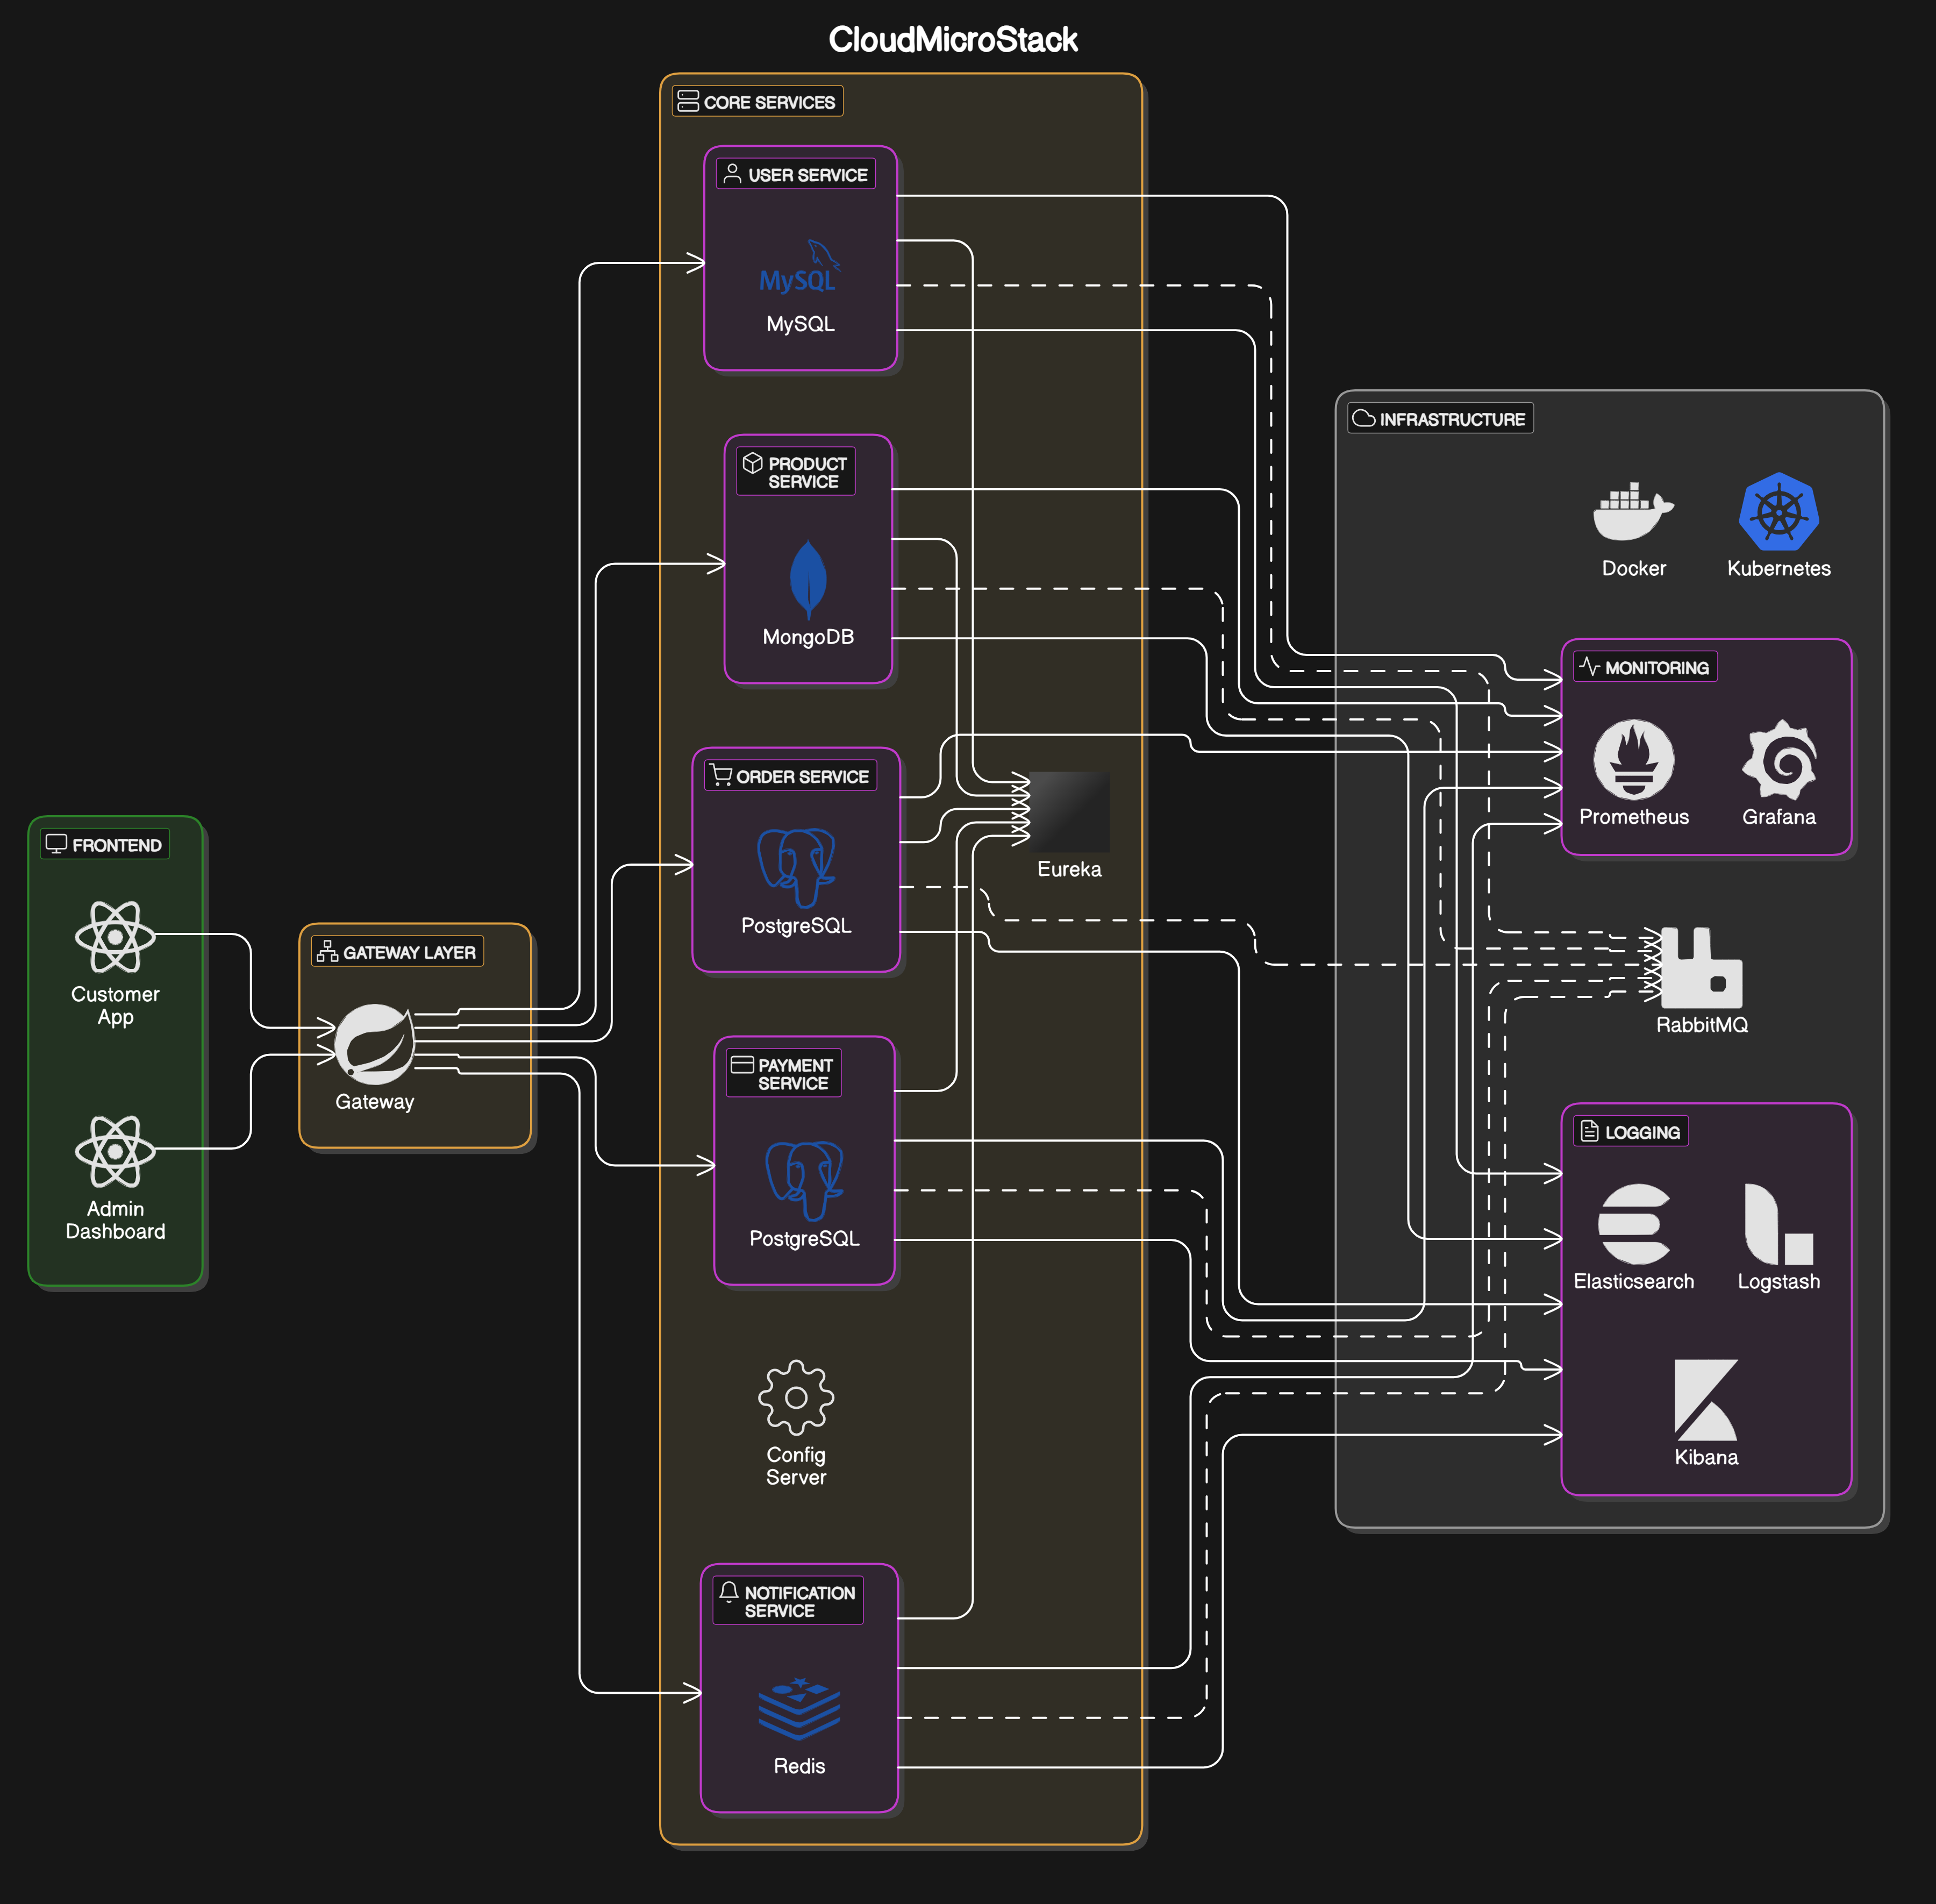 CloudMicroStack
CORE SERVICES
USER SERVICE
MySQL
MySQL
PRODUCT
SERVICE
MongoDB
ORDER SERVICE
PostgreSQL
Eureka
PAYMENT
SERVICE
PostgreSQL
Config
Server
NOTIFICATION
SERVICE
Redis
FRONTEND
Customer
App
Admin
Dashboard
GATEWAY LAYER
Gateway
INFRASTRUCTURE
Docker
Kubernetes
MONITORING
Prometheus
Grafana
RabbitMQ
LOGGING
Elasticsearch
Logstash
Kibana